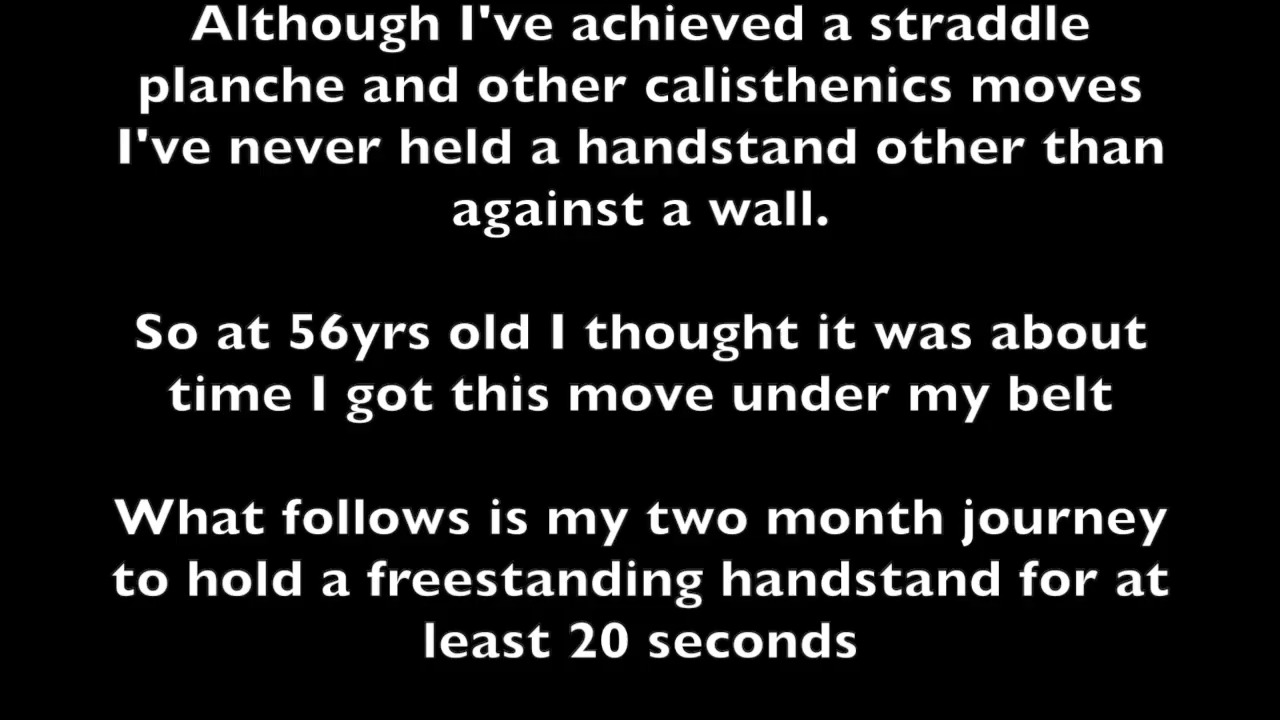 Although I've achieved a straddle
planche and other calisthenics moves
I've never held a handstand other than
against a wall.
So at 56yrs old I thought it was about
time I got this move under my belt
What follows is my two month journey
to hold a freestanding handstand for at
least 20 seconds